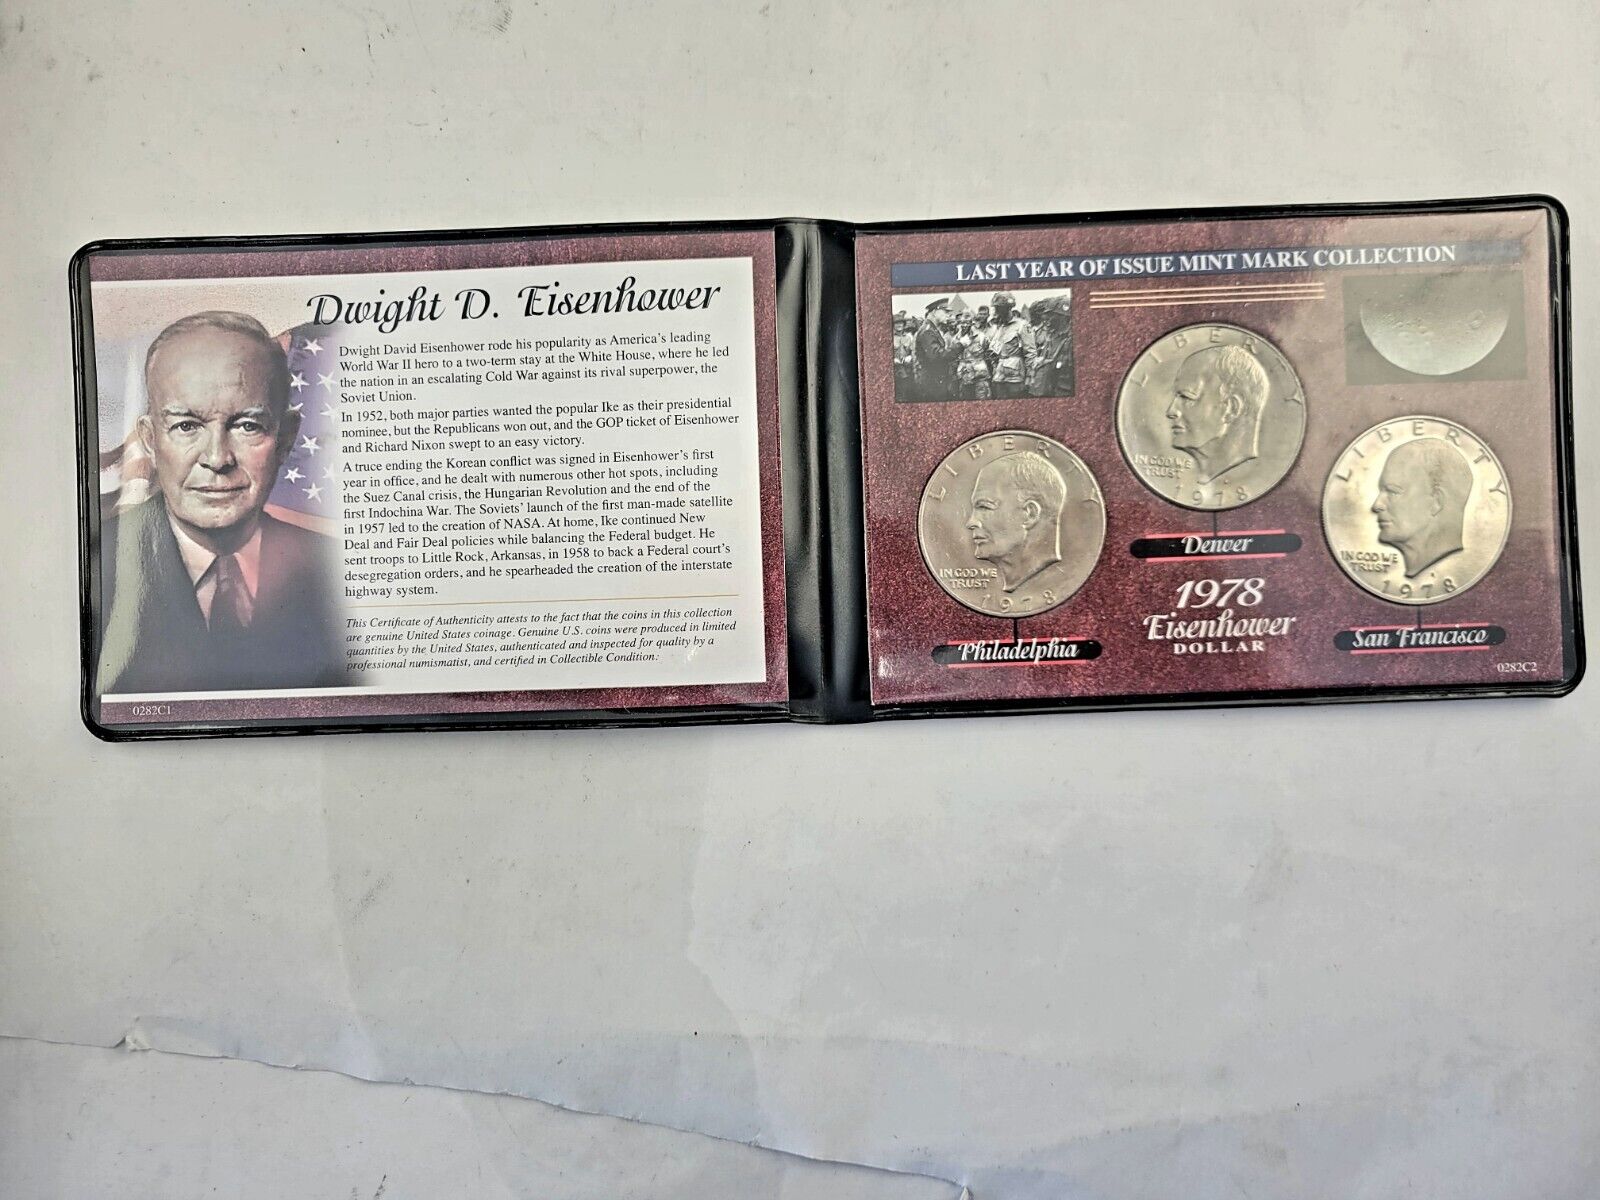 Dwight D. Eisenhower
Dwight David Eisenhower rode his popularity as America's leading
World War II hero to a two-term stay at the White House, where he led
the nation in an escalating Cold War against its rival superpower, the
Soviet Union.
In 1952, both major parties wanted the popular Ike as their presidential
nominee, but the Republicans won out, and the GOP ticket of Eisenhower
and Richard Nixon swept to an easy victory.
A truce ending the Korean conflict was signed in Eisenhower's first
year in office, and he dealt with numerous other hot spots, including
the Suez Canal crisis, the Hungarian Revolution and the end of the
first Indochina War. The Soviets' launch of the first man-made satellite
in 1957 led to the creation of NASA. At home, Ike continued New
Deal and Fair Deal policies while balancing the Federal budget. He
sent troops to Little Rock, Arkansas, in 1958 to back a Federal court's
desegregation orders, and he spearheaded the creation of the interstate
highway system.
This Certificate of Authenticity attests to the fact that the coins in this collection
are genuine United States coinage. Genuine U.S. coins were produced in limited
quantities by the United States, authenticated and inspected for quality by a
professional numismatist, and certified in Collectible Condition:
0282C1
LAST YEAR OF ISSUE MINT MARK COLLECTION
LIBERTY
IN GOD WE
TRUST
1978
Philadelphia
LIBERTY
IN GOD WE
TRUST
1978
Denver
LIBERTY
IN GOD WE
TRUST
1978
San Francisco
1978
Eisenhower
DOLLAR
0282C2